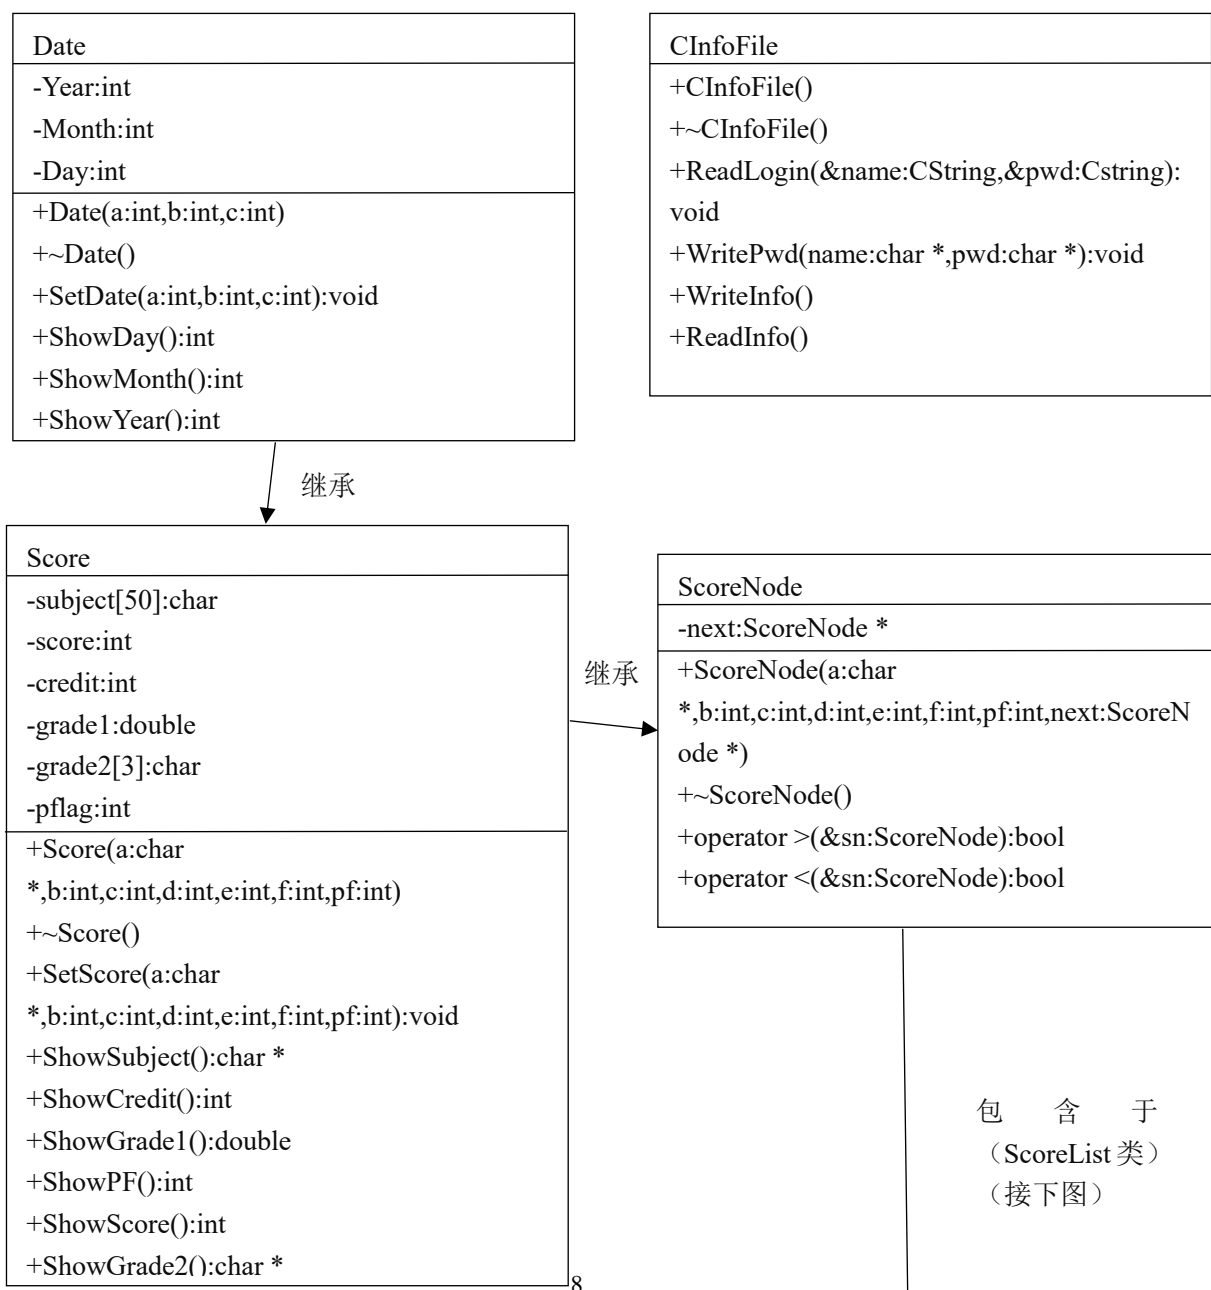 Date
-Year:int
-Month:int
-Day:int
+Date(a:int,b:int,c:int)
+~Date()
+SetDate(a:int,b:int,c:int):void
+ShowDay():int
+ShowMonth():int
+ShowYear():int
CInfoFile
+CInfoFile()
+~CInfoFile()
+ReadLogin(&name:CString,&pwd:Cstring):
void
+WritePwd(name:char *,pwd:char *):void
+WriteInfo()
+ReadInfo()
继承
Score
-subject[50]:char
-score:int
-credit:int
-grade1:double
-grade2[3]:char
-pflag:int
+Score(a:char
*,b:int,c:int,d:int,e:int,f:int,pf:int)
+~Score()
+SetScore(a:char
*,b:int,c:int,d:int,e:int,f:int,pf:int):void
+ShowSubject():char *
+ShowCredit():int
+ShowGrade1():double
+ShowPF():int
+ShowScore():int
+ShowGrade2():char *
继承
ScoreNode
-next:ScoreNode *
+ScoreNode(a:char
*,b:int,c:int,d:int,e:int,f:int,pf:int,next:ScoreN
ode *)
+~ScoreNode()
+operator >(&sn:ScoreNode):bool
+operator <(&sn:ScoreNode):bool
包 含 于
（ScoreList 类）
（接下图）
8